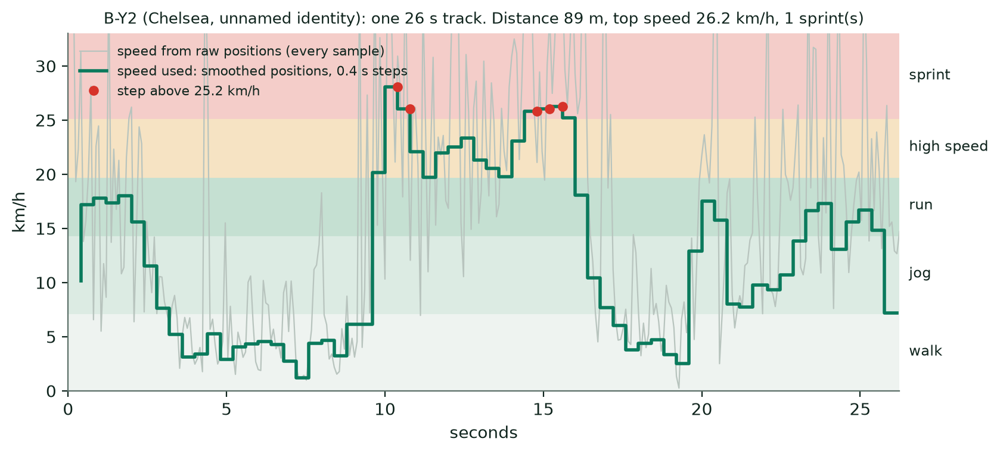 B-Y2 (Chelsea, unnamed identity): one 26 s track. Distance 89 m, top speed 26.2 km/h, 1 sprint(s)
speed from raw positions (every sample)
speed used: smoothed positions, 0.4 s steps
step above 25.2 km/h
km/h
30
25
20
15
10
5
0
sprint
high speed
run
jog
walk
0 5 10 15 20 25
seconds